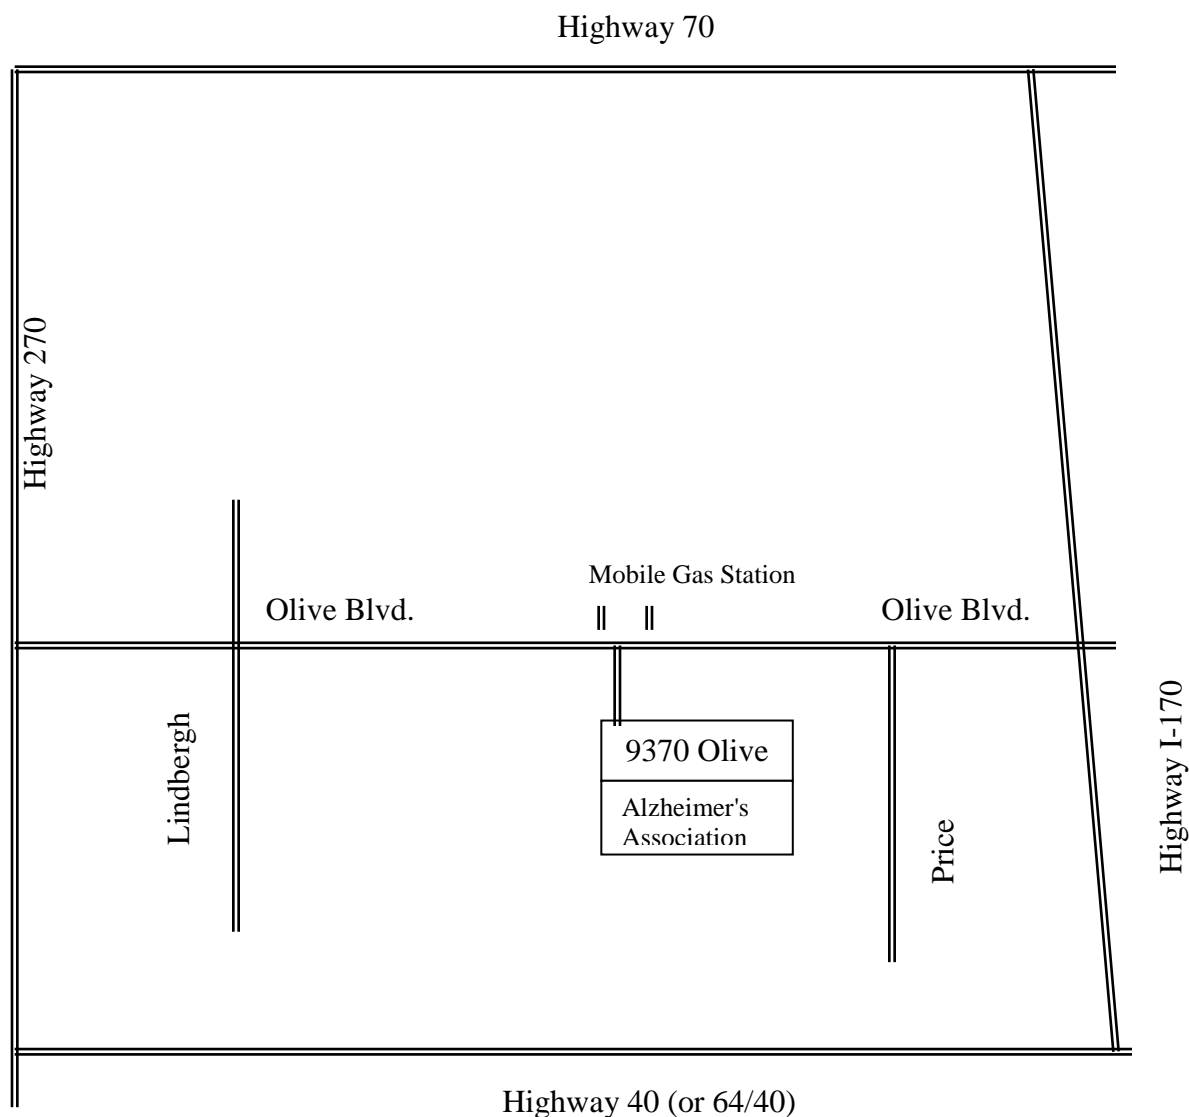 Highway 70
Highway 270
Mobile Gas Station
Olive Blvd.
Olive Blvd.
9370 Olive
Alzheimer's
Association
Lindbergh
Price
Highway I-170
Highway 40 (or 64/40)